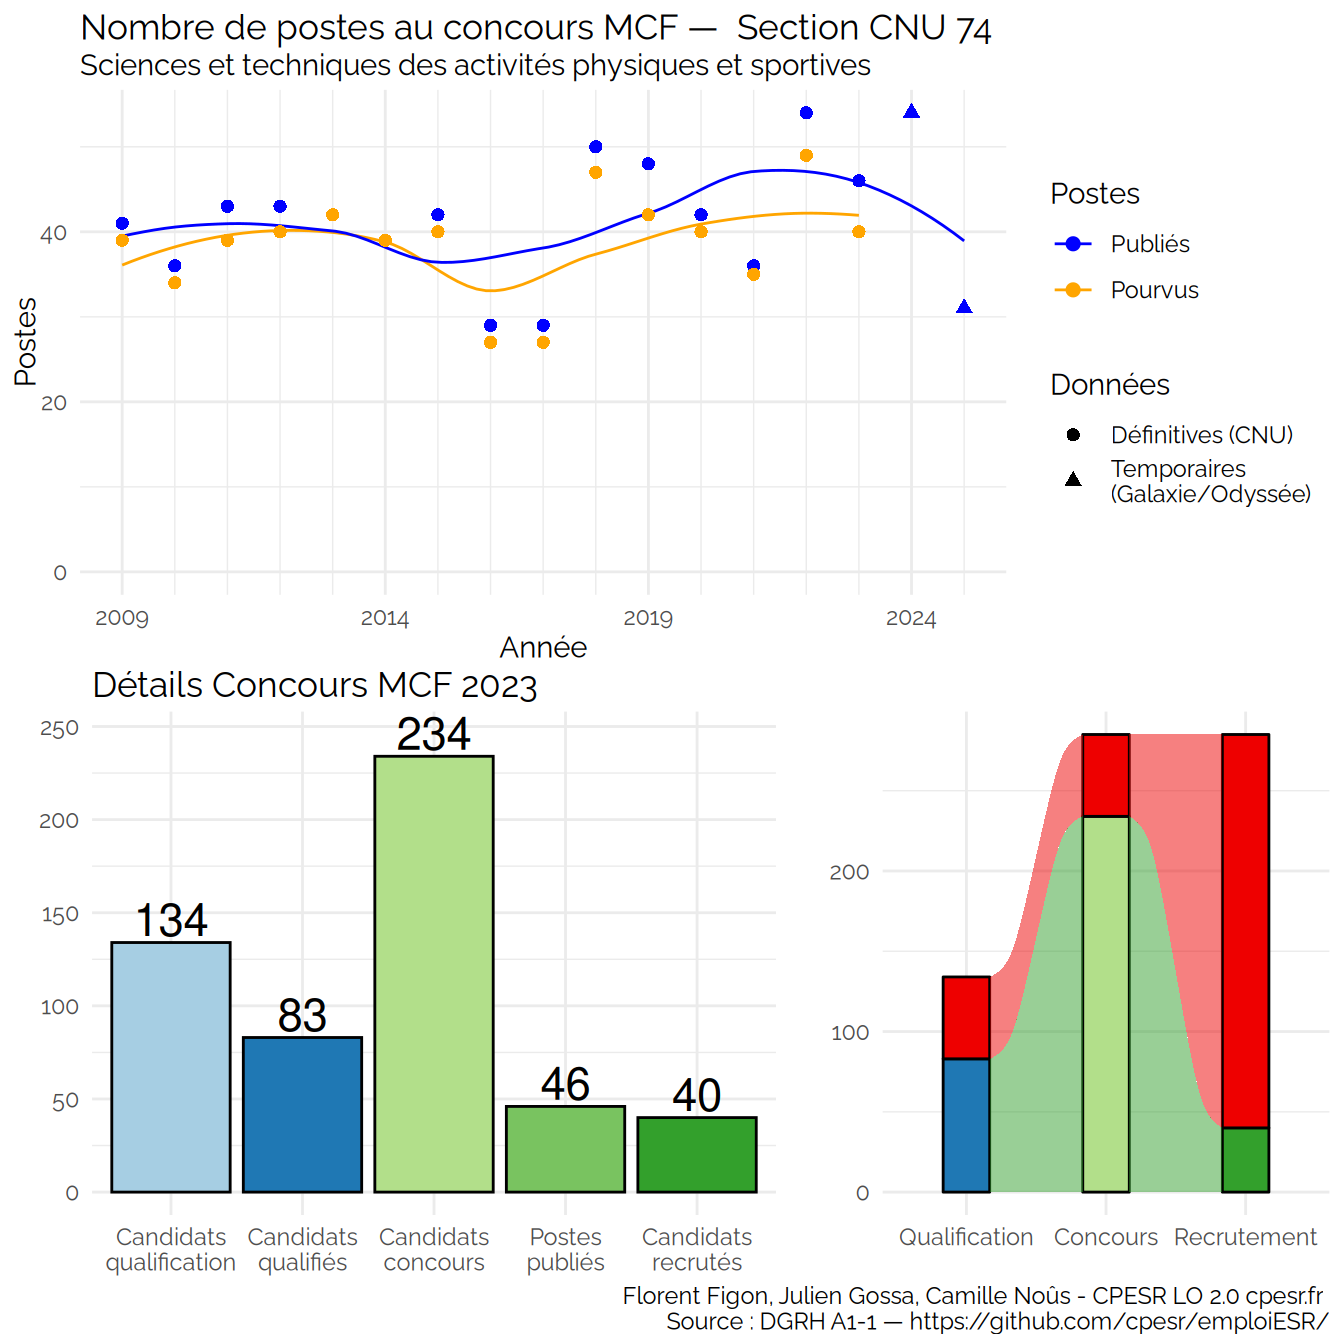 Nombre de postes au concours MCF —  Section CNU 74
Sciences et techniques des activités physiques et sportives
Postes
40
20
0
2009
2014
2019
2024
Année
Postes
Publiés
Pourvus
Données
Définitives (CNU)
Temporaires
(Galaxie/Odyssée)
Détails Concours MCF 2023
250
200
150
100
50
0
134
83
234
46
40
Candidats
qualification
Candidats
qualifiés
Candidats
concours
Postes
publiés
Candidats
recrutés
200
100
0
Qualification
Concours
Recrutement
Florent Figon, Julien Gossa, Camille Noûs - CPESR LO 2.0 cpesr.fr
Source : DGRH A1-1 — https://github.com/cpesr/emploiESR/